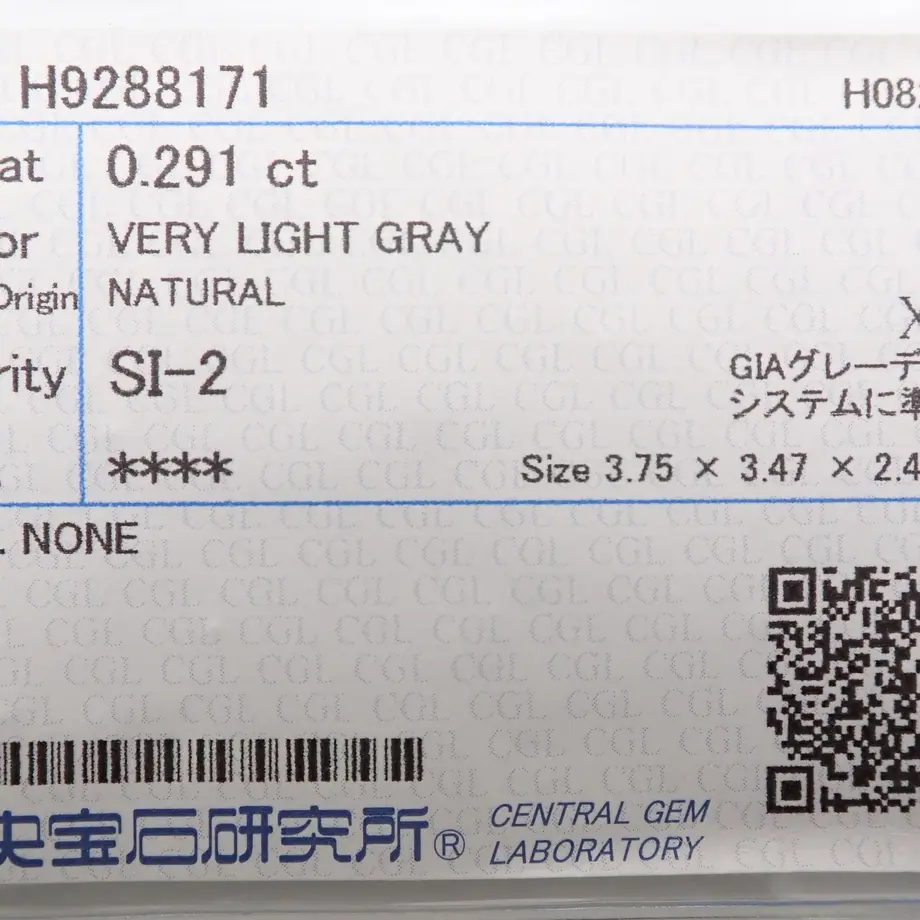 H9288171
H08
at 0.291 ct
or VERY LIGHT GRAY
Origin NATURAL
rity SI-2
GIAグレーデ
システムに準
****
Size 3.75 × 3.47 × 2.4
. NONE
央宝石研究所®
CENTRAL GEM
LABORATORY